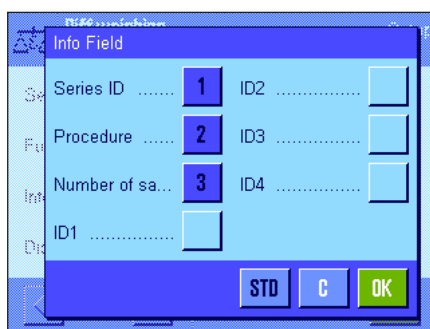 Info Field
Series ID ....... 1
ID2 ...............
Procedure ...... 2
ID3 ...............
Number of sa... 3
ID4 ...............
ID1 ...............
STD C OK